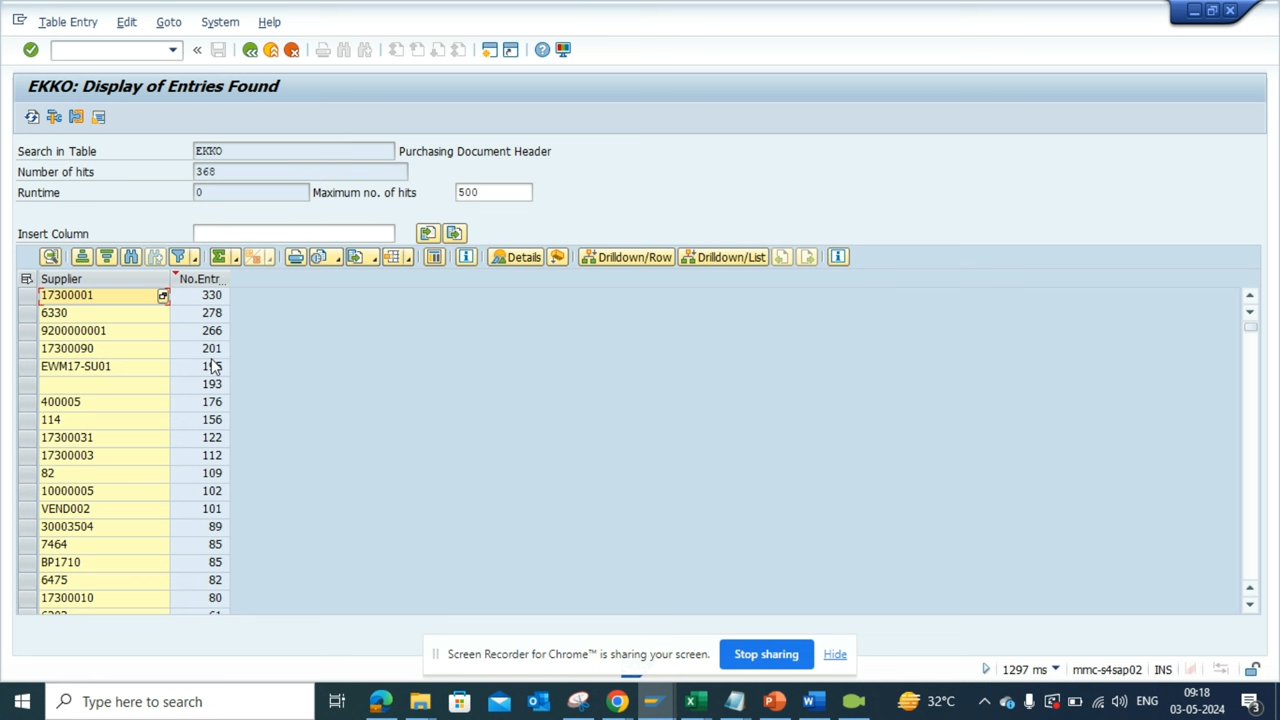 Table Entry Edit Goto System Help
EKKO: Display of Entries Found
Search in Table EKKO Purchasing Document Header
Number of hits 368
Runtime 0 Maximum no. of hits 500
Insert Column
Details Drilldown/Row Drilldown/List
Supplier No.Entr...
17300001 330
6330 278
9200000001 266
17300090 201
EWM17-SU01
193
400005 176
114 156
17300031 122
17300003 112
82 109
10000005 102
VEND002 101
30003504 89
7464 85
BP1710 85
6475 82
17300010 80
Screen Recorder for Chrome™ is sharing your screen. Stop sharing Hide
1297 ms mmc-s4sap02 INS
Type here to search 32°C ENG 09:18
03-05-2024 3